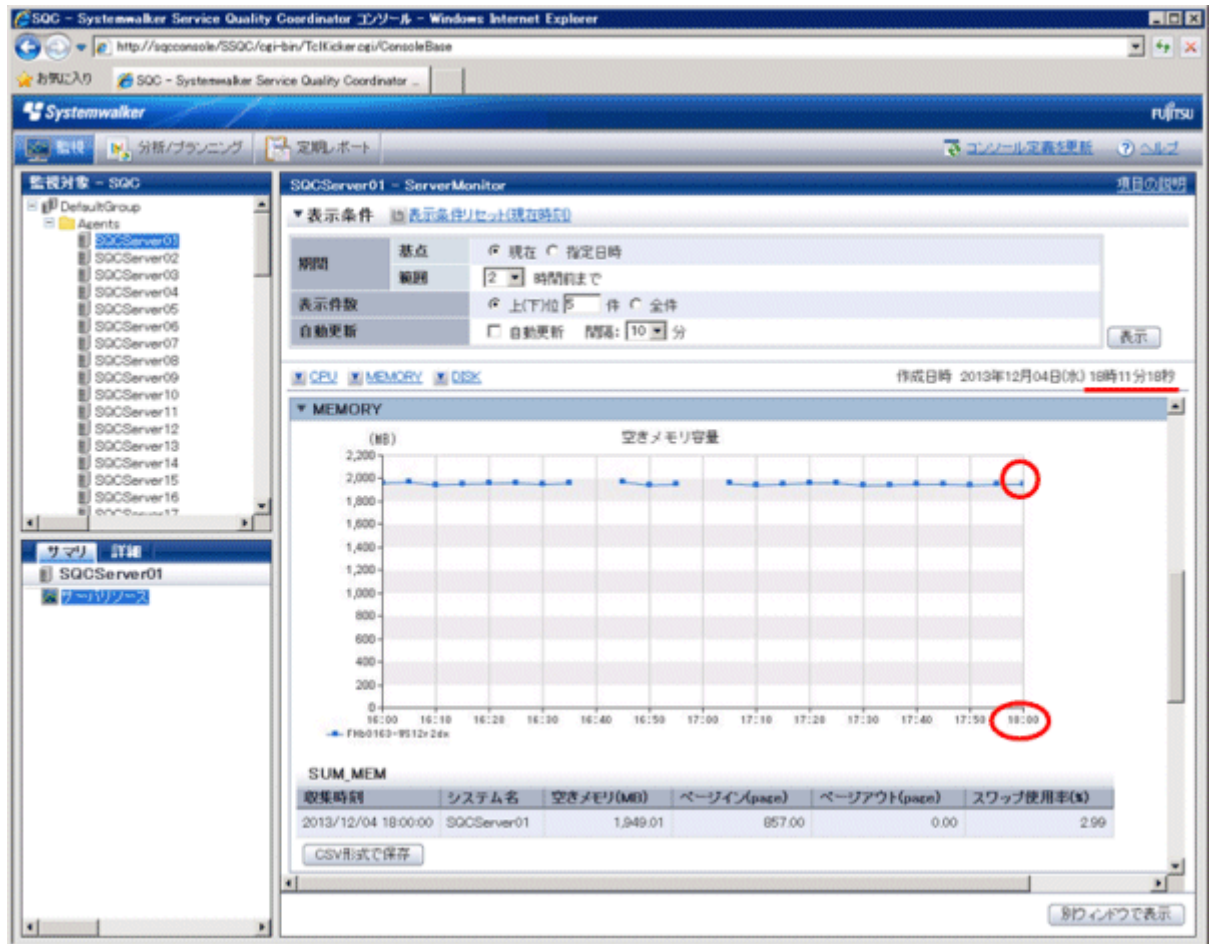 SQC - Systemwalker Service Quality Coordinator コンソール - Windows Internet Explorer
http://sqcconsole/SSQC/cgi-bin/TclKicker.cgi/ConsoleBase
お気に入り SQC - Systemwalker Service Quality Coordinator ...
Systemwalker FUJITSU
監視 分析/プランニング 定期レポート コンソール定義を更新 ヘルプ
監視対象 - SQC
DefaultGroup
Agents
SQCServer01
SQCServer02
SQCServer03
SQCServer04
SQCServer05
SQCServer06
SQCServer07
SQCServer08
SQCServer09
SQCServer10
SQCServer11
SQCServer12
SQCServer13
SQCServer14
SQCServer15
SQCServer16
SQCServer17
サマリ 詳細
SQCServer01
サーバリソース
SQCServer01 - ServerMonitor 項目の説明
▼表示条件 表示条件リセット(現在時刻)
期間 基点 現在 指定日時
範囲 2 時間前まで
表示件数 上(下)位 5 件 全件
自動更新 自動更新 間隔: 10 分
表示
CPU MEMORY DISK 作成日時 2013年12月04日(水) 18時11分18秒
▼ MEMORY
(MB) 空きメモリ容量
2,200
2,000
1,800
1,600
1,400
1,200
1,000
800
600
400
200
0
16:00 16:10 16:20 16:30 16:40 16:50 17:00 17:10 17:20 17:30 17:40 17:50 18:00
SUM_MEM
収集時刻 システム名 空きメモリ(MB) ページイン(page) ページアウト(page) スワップ使用率(%)
2013/12/04 18:00:00 SQCServer01 1,949.01 857.00 0.00 2.99
CSV形式で保存
別ウィンドウで表示